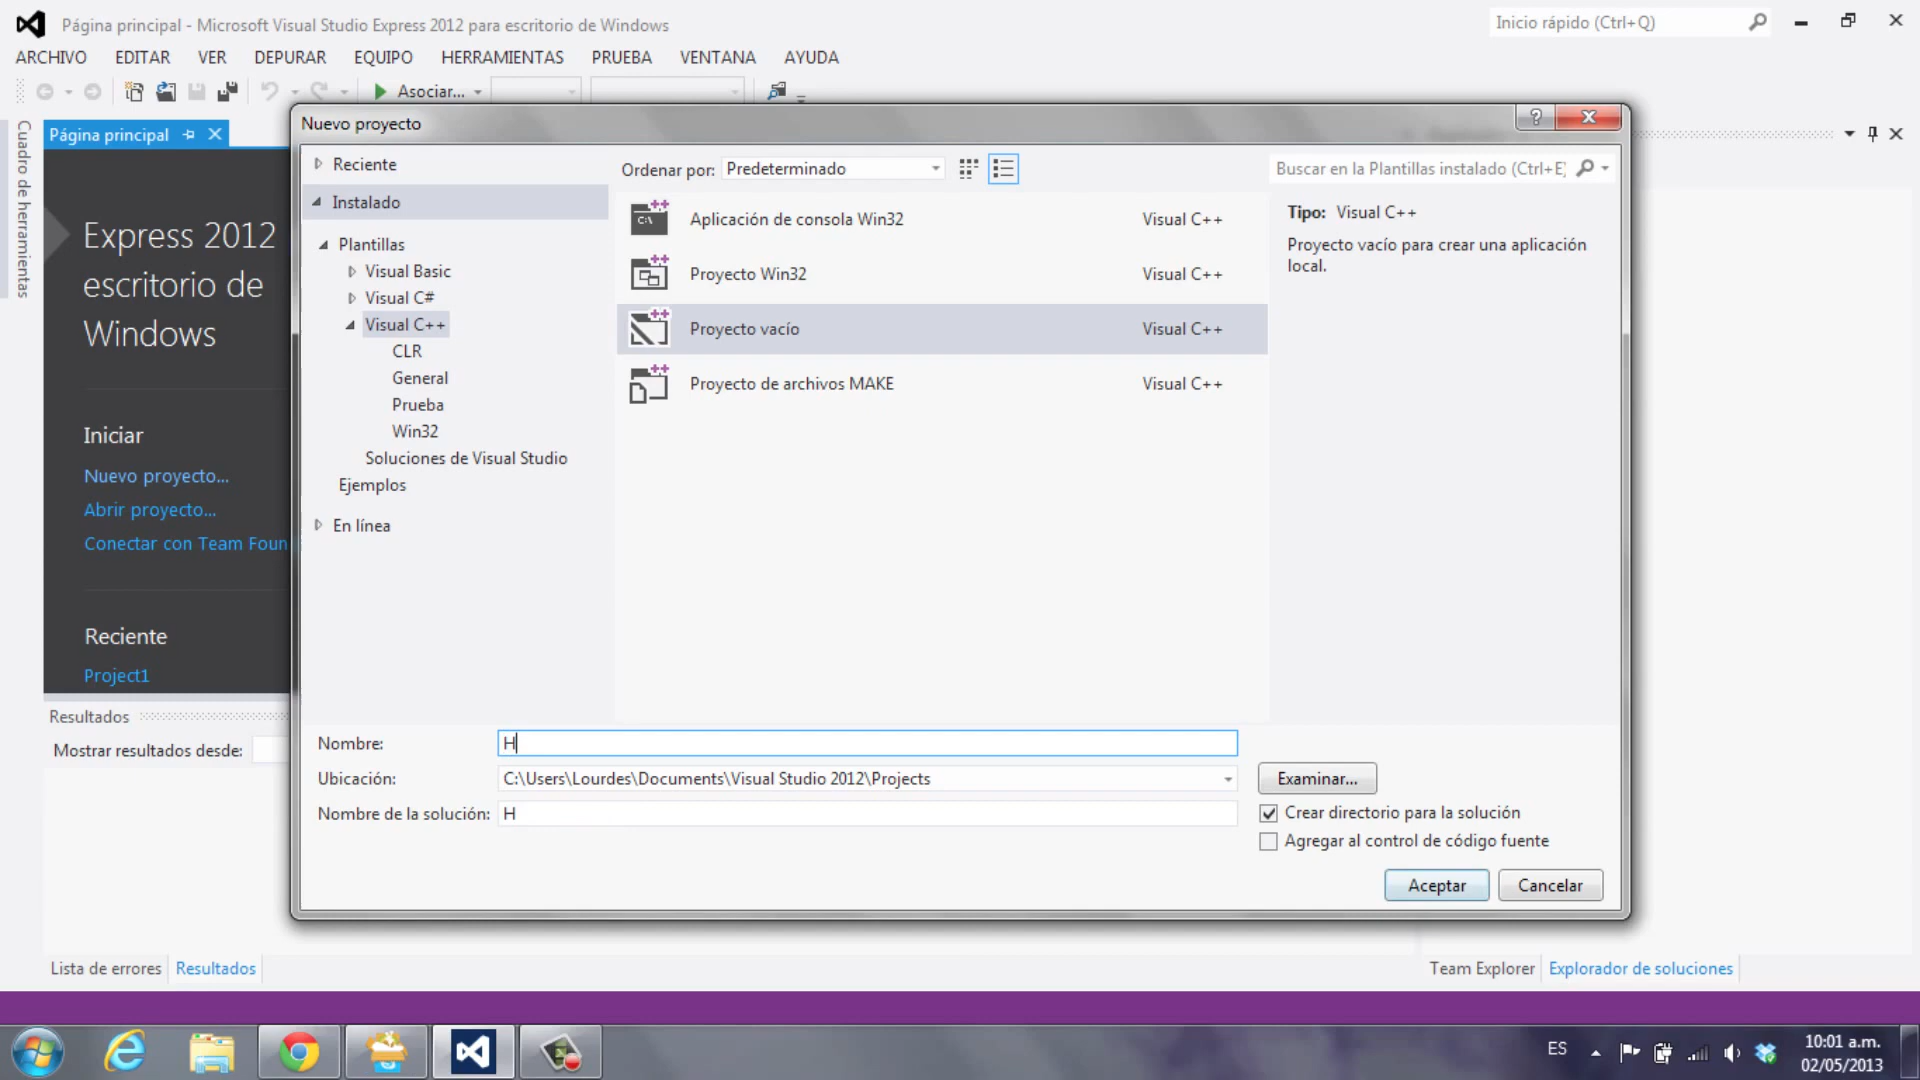 Página principal - Microsoft Visual Studio Express 2012 para escritorio de Windows
Inicio rápido (Ctrl+Q)
ARCHIVO EDITAR VER DEPURAR EQUIPO HERRAMIENTAS PRUEBA VENTANA AYUDA
Asociar...
Cuadro de herramientas
Página principal
Express 2012
escritorio de
Windows
Iniciar
Nuevo proyecto...
Abrir proyecto...
Conectar con Team Foun
Reciente
Project1
Nuevo proyecto
Reciente
Instalado
Plantillas
Visual Basic
Visual C#
Visual C++
CLR
General
Prueba
Win32
Soluciones de Visual Studio
Ejemplos
En línea
Ordenar por: Predeterminado
Aplicación de consola Win32 Visual C++
Proyecto Win32 Visual C++
Proyecto vacío Visual C++
Proyecto de archivos MAKE Visual C++
Buscar en la Plantillas instalado (Ctrl+E)
Tipo: Visual C++
Proyecto vacío para crear una aplicación
local.
Nombre: H
Ubicación: C:\Users\Lourdes\Documents\Visual Studio 2012\Projects
Examinar...
Nombre de la solución: H
Crear directorio para la solución
Agregar al control de código fuente
Aceptar Cancelar
Resultados
Mostrar resultados desde:
Lista de errores Resultados
Team Explorer Explorador de soluciones
ES
10:01 a.m.
02/05/2013